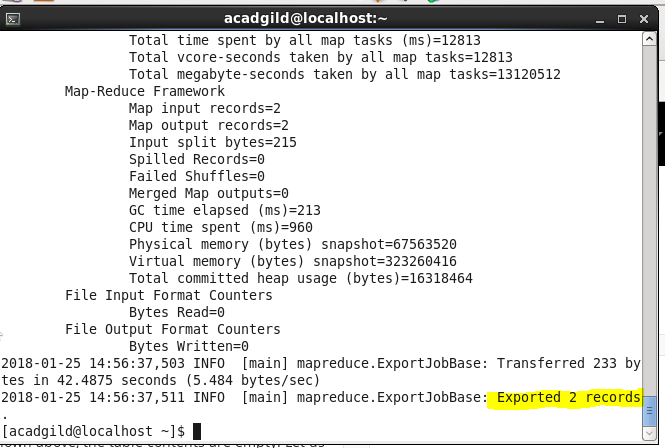 acadgild@localhost:~
Total time spent by all map tasks (ms)=12813
Total vcore-seconds taken by all map tasks=12813
Total megabyte-seconds taken by all map tasks=13120512
Map-Reduce Framework
Map input records=2
Map output records=2
Input split bytes=215
Spilled Records=0
Failed Shuffles=0
Merged Map outputs=0
GC time elapsed (ms)=213
CPU time spent (ms)=960
Physical memory (bytes) snapshot=67563520
Virtual memory (bytes) snapshot=323260416
Total committed heap usage (bytes)=16318464
File Input Format Counters
Bytes Read=0
File Output Format Counters
Bytes Written=0
2018-01-25 14:56:37,503 INFO  [main] mapreduce.ExportJobBase: Transferred 233 by
tes in 42.4875 seconds (5.484 bytes/sec)
2018-01-25 14:56:37,511 INFO  [main] mapreduce.ExportJobBase: Exported 2 records
.
[acadgild@localhost ~]$